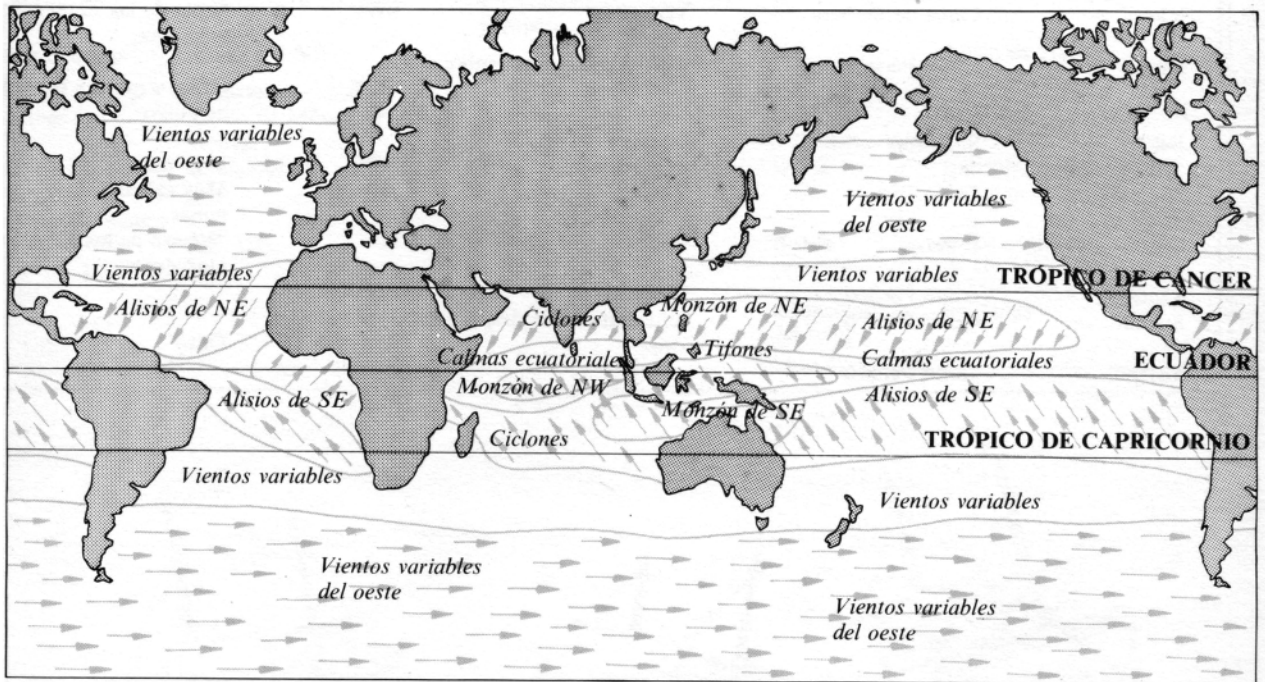 Vientos variables
del oeste
Vientos variables
del oeste
Vientos variables
Vientos variables
TRÓPICO DE CÁNCER
Alisios de NE
Ciclones
Monzón de NE
Alisios de NE
Calmas ecuatoriales
Tifones
Calmas ecuatoriales
ECUADOR
Alisios de SE
Monzón de NW
Monzón de SE
Alisios de SE
Ciclones
TRÓPICO DE CAPRICORNIO
Vientos variables
Vientos variables
Vientos variables
del oeste
Vientos variables
del oeste